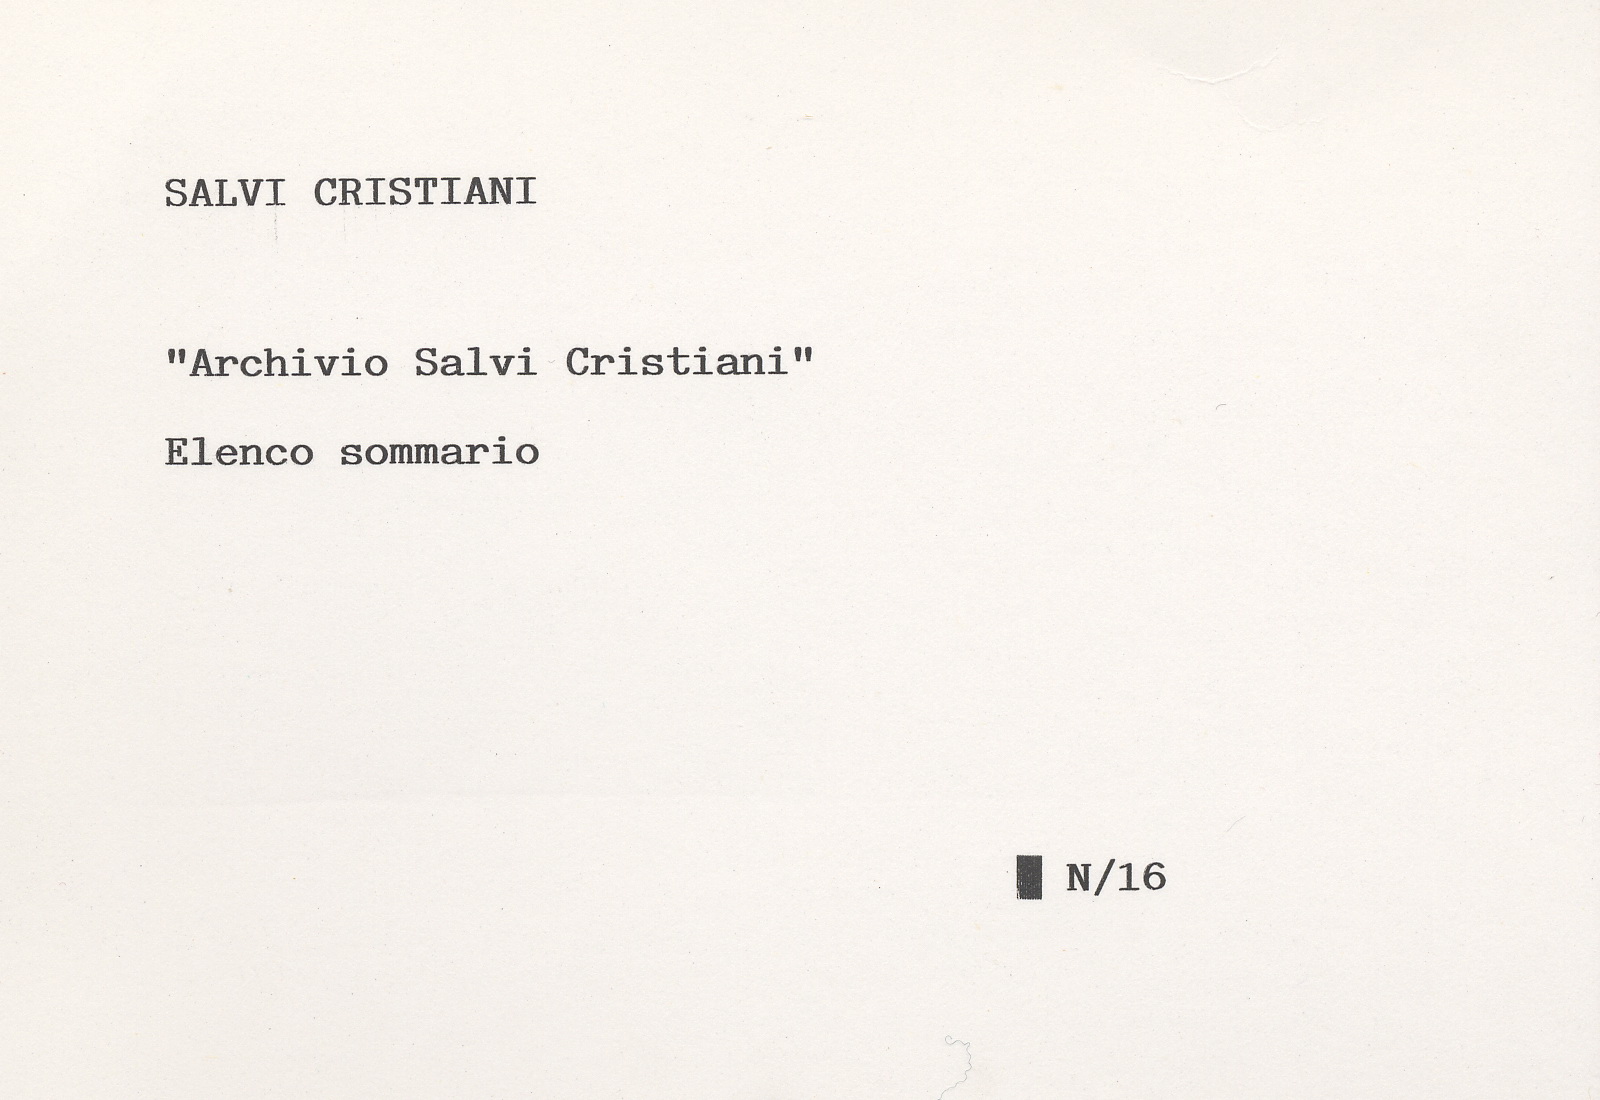 SALVI CRISTIANI
"Archivio Salvi Cristiani"
Elenco sommario
█ N/16